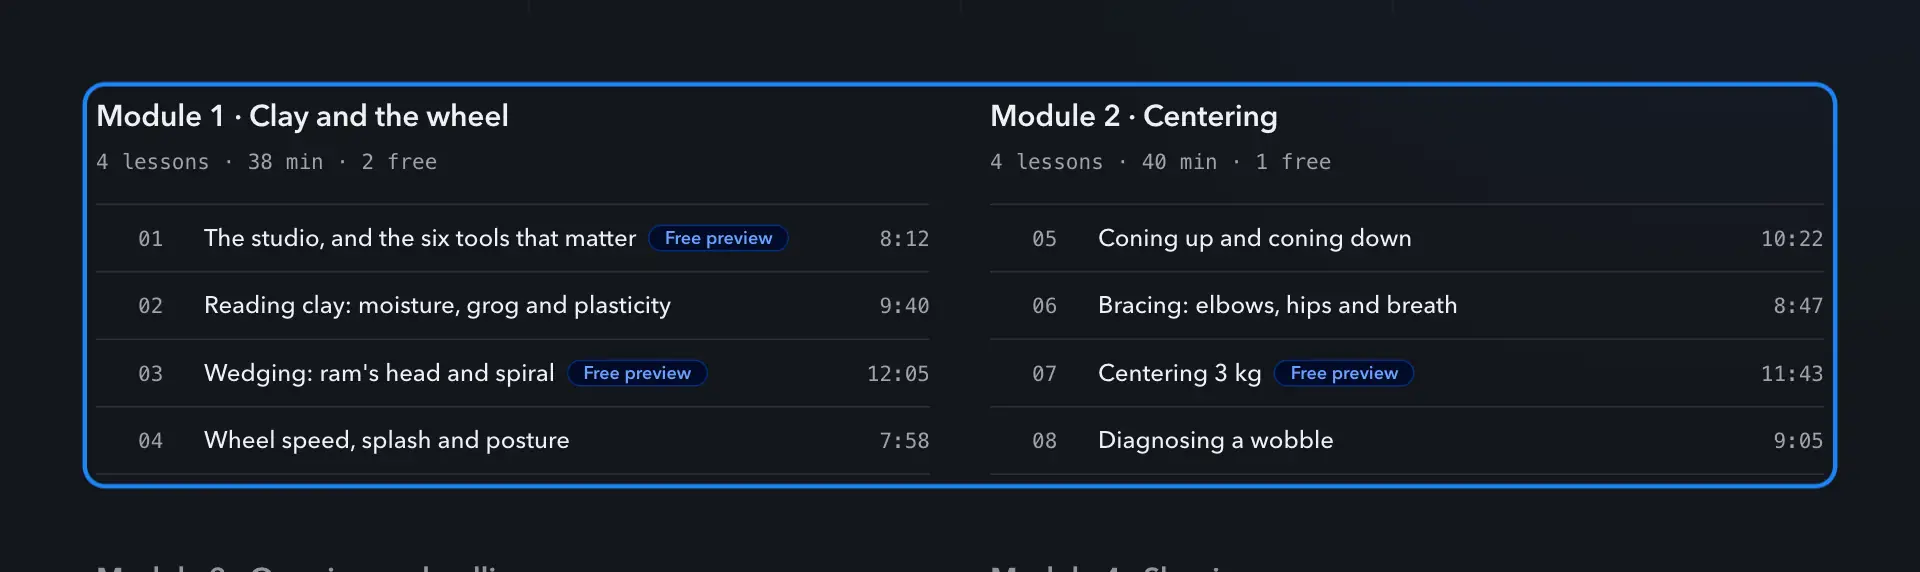 Module 1 · Clay and the wheel
4 lessons · 38 min · 2 free
01 The studio, and the six tools that matter Free preview 8:12
02 Reading clay: moisture, grog and plasticity 9:40
03 Wedging: ram's head and spiral Free preview 12:05
04 Wheel speed, splash and posture 7:58
Module 2 · Centering
4 lessons · 40 min · 1 free
05 Coning up and coning down 10:22
06 Bracing: elbows, hips and breath 8:47
07 Centering 3 kg Free preview 11:43
08 Diagnosing a wobble 9:05